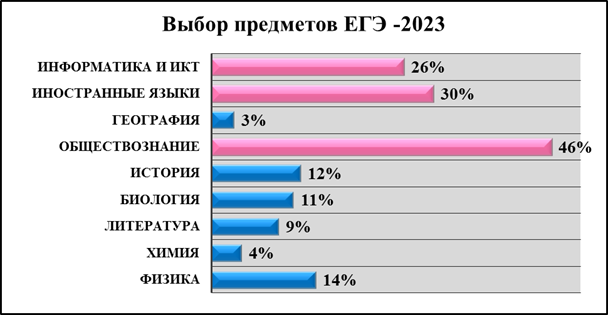 Выбор предметов ЕГЭ -2023
ИНФОРМАТИКА И ИКТ 26%
ИНОСТРАННЫЕ ЯЗЫКИ 30%
ГЕОГРАФИЯ 3%
ОБЩЕСТВОЗНАНИЕ 46%
ИСТОРИЯ 12%
БИОЛОГИЯ 11%
ЛИТЕРАТУРА 9%
ХИМИЯ 4%
ФИЗИКА 14%